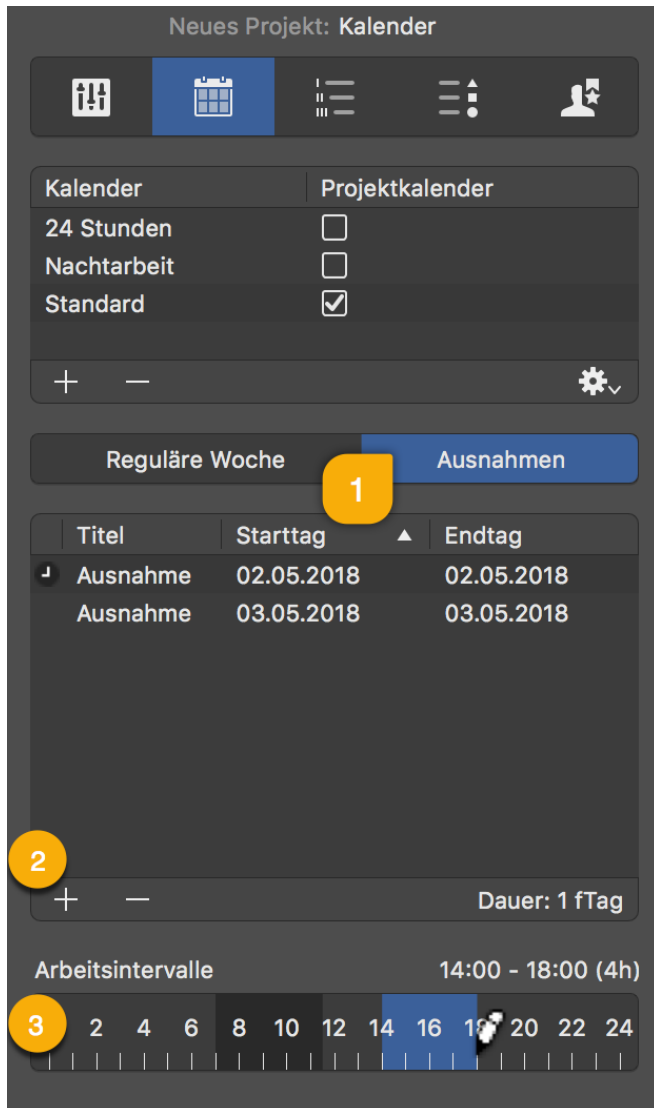 Neues Projekt: Kalender
Kalender Projektkalender
24 Stunden
Nachtarbeit
Standard
Reguläre Woche Ausnahmen
1
Titel Starttag Endtag
Ausnahme 02.05.2018 02.05.2018
Ausnahme 03.05.2018 03.05.2018
2
Dauer: 1 fTag
Arbeitsintervalle 14:00 - 18:00 (4h)
3 2 4 6 8 10 12 14 16 18 20 22 24